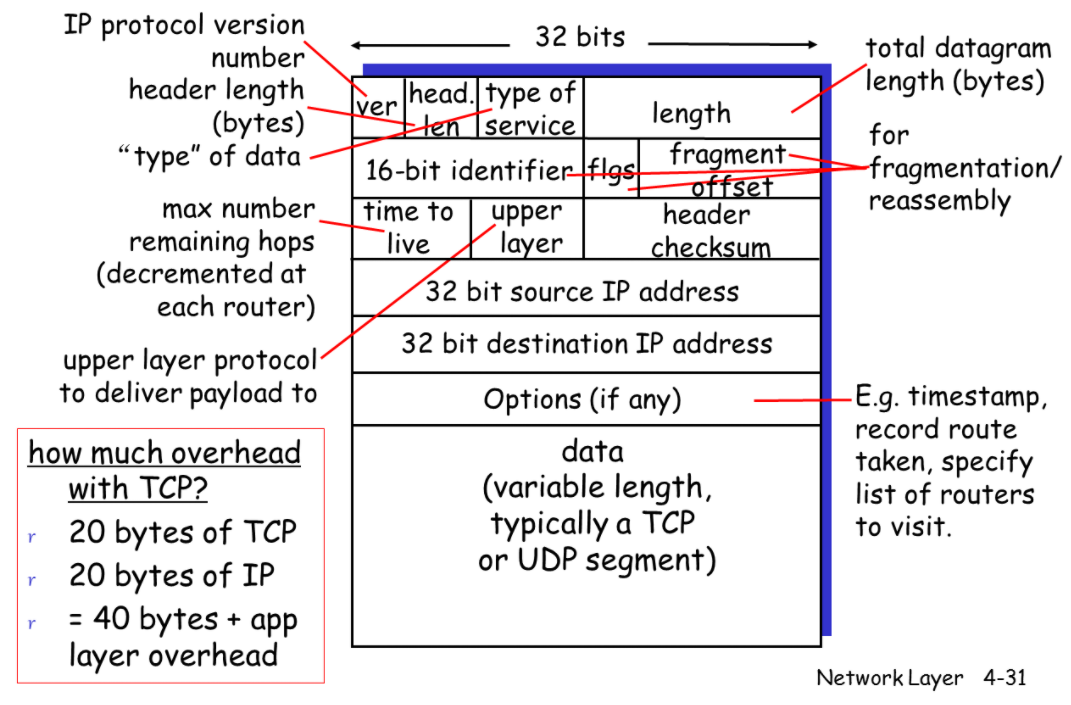 IP protocol version
number
header length
(bytes)
“type” of data
max number
remaining hops
(decremented at
each router)
upper layer protocol
to deliver payload to
how much overhead
with TCP?
r 20 bytes of TCP
r 20 bytes of IP
r = 40 bytes + app
layer overhead
32 bits
ver
head.
len
type of
service
length
16-bit identifier
flgs
fragment
offset
time to
live
upper
layer
header
checksum
32 bit source IP address
32 bit destination IP address
Options (if any)
data
(variable length,
typically a TCP
or UDP segment)
total datagram
length (bytes)
for
fragmentation/
reassembly
E.g. timestamp,
record route
taken, specify
list of routers
to visit.
Network Layer 4-31